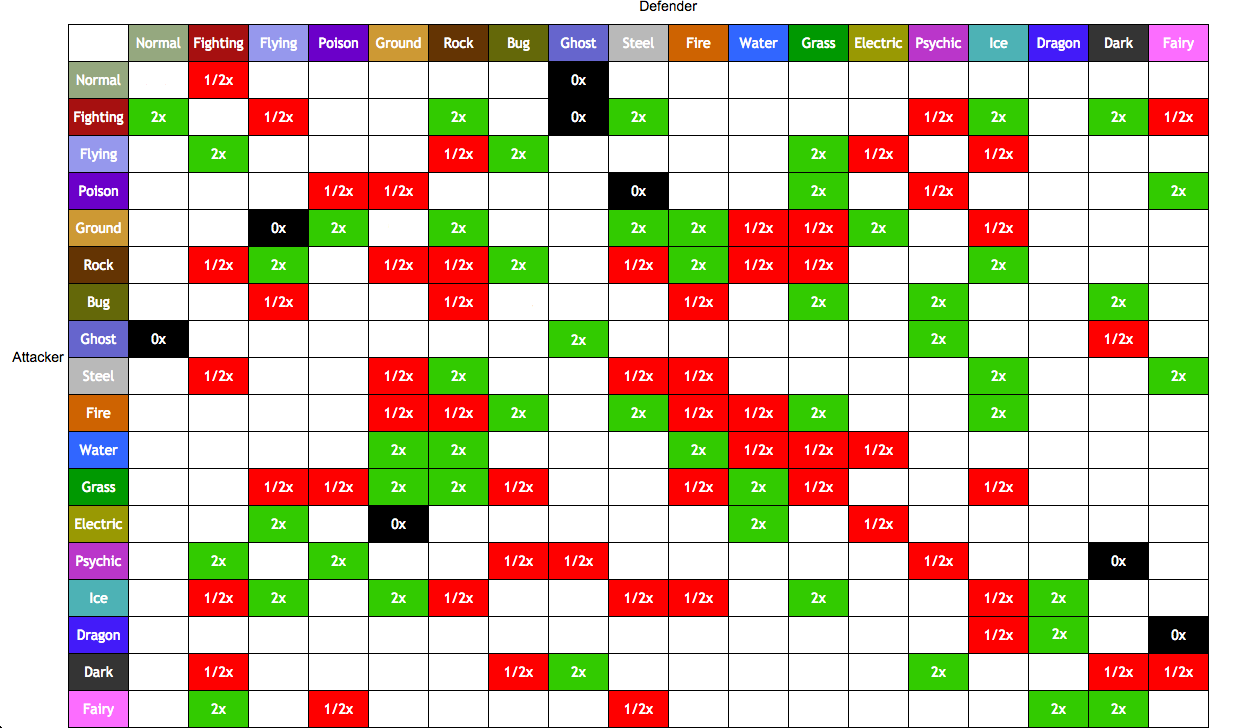 Defender
Normal Fighting Flying Poison Ground Rock Bug Ghost Steel Fire Water Grass Electric Psychic Ice Dragon Dark Fairy
Normal 1/2x 0x
Fighting 2x 1/2x 2x 0x 2x 1/2x 2x 2x 1/2x
Flying 2x 1/2x 2x 2x 1/2x 1/2x
Poison 1/2x 1/2x 0x 2x 1/2x 2x
Ground 0x 2x 2x 2x 2x 1/2x 1/2x 2x 1/2x
Rock 1/2x 2x 1/2x 1/2x 2x 1/2x 2x 1/2x 1/2x 2x
Bug 1/2x 1/2x 1/2x 2x 2x 2x
Ghost 0x 2x 2x 1/2x
Attacker
Steel 1/2x 1/2x 2x 1/2x 1/2x 2x 2x
Fire 1/2x 1/2x 2x 2x 1/2x 1/2x 2x 2x
Water 2x 2x 2x 1/2x 1/2x 1/2x
Grass 1/2x 1/2x 2x 2x 1/2x 1/2x 2x 1/2x 1/2x
Electric 2x 0x 2x 1/2x
Psychic 2x 2x 1/2x 1/2x 1/2x 0x
Ice 1/2x 2x 2x 1/2x 1/2x 1/2x 2x 1/2x 2x
Dragon 1/2x 2x 0x
Dark 1/2x 1/2x 2x 2x 1/2x 1/2x
Fairy 2x 1/2x 1/2x 2x 2x